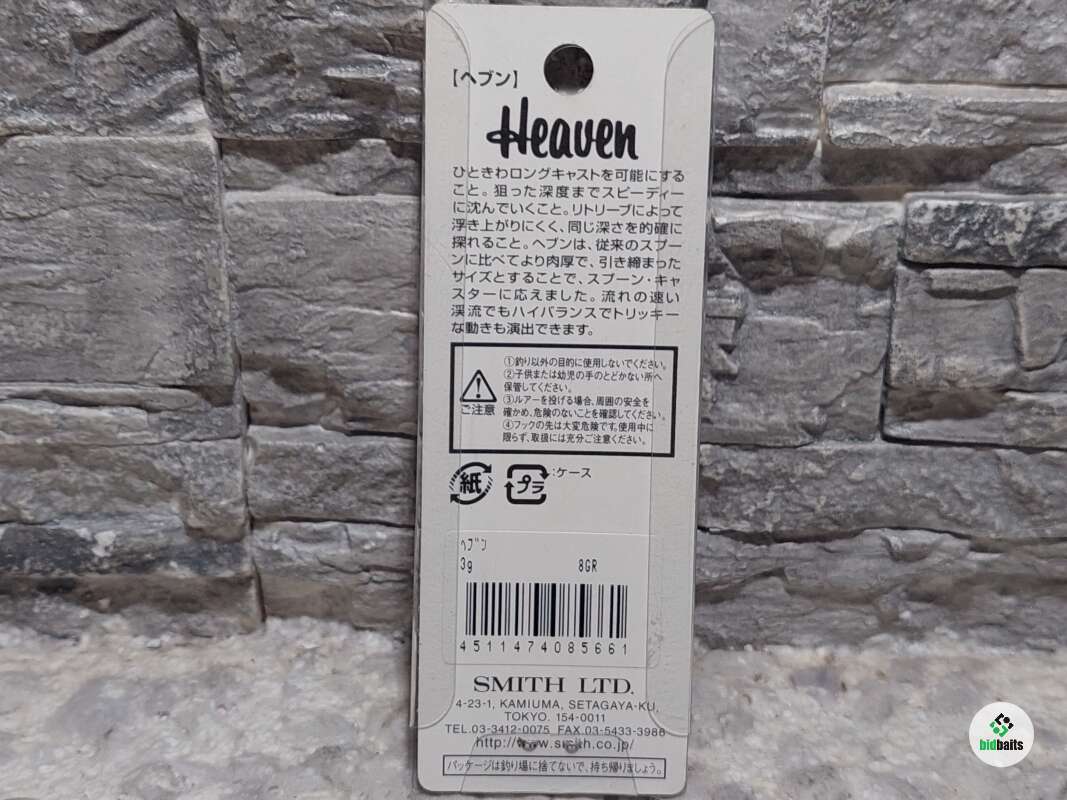 【ヘブン】
Heaven
ひときわロングキャストを可能にする
こと。狙った深度までスピーディー
に沈んでいくこと。リトリーブによって
浮き上がりにくく、同じ深さを的確に
探れること。ヘブンは、従来のスプー
ンに比べてより肉厚で、引き締まった
サイズとすることで、スプーン・キャ
スターに応えました。流れの速い
渓流でもハイバランスでトリッキー
な動きも演出できます。
ご注意
①釣り以外の目的に使用しないでください。
②子供または幼児の手のとどかない所へ
保管してください。
③ルアーを投げる場合、周囲の安全を
確かめ、危険のないことを確認してください。
④フックの先は大変危険です。使用中に
限らず、取扱には充分ご注意ください。
紙 プラ :ケース
ヘブン
3g 8GR
4511474085661
SMITH LTD.
4-23-1, KAMIUMA, SETAGAYA-KU,
TOKYO. 154-0011
TEL.03-3412-0075 FAX.03-5433-3988
http://www.smith.co.jp/
パッケージは釣り場に捨てないで、持ち帰りましょう。
bidbaits